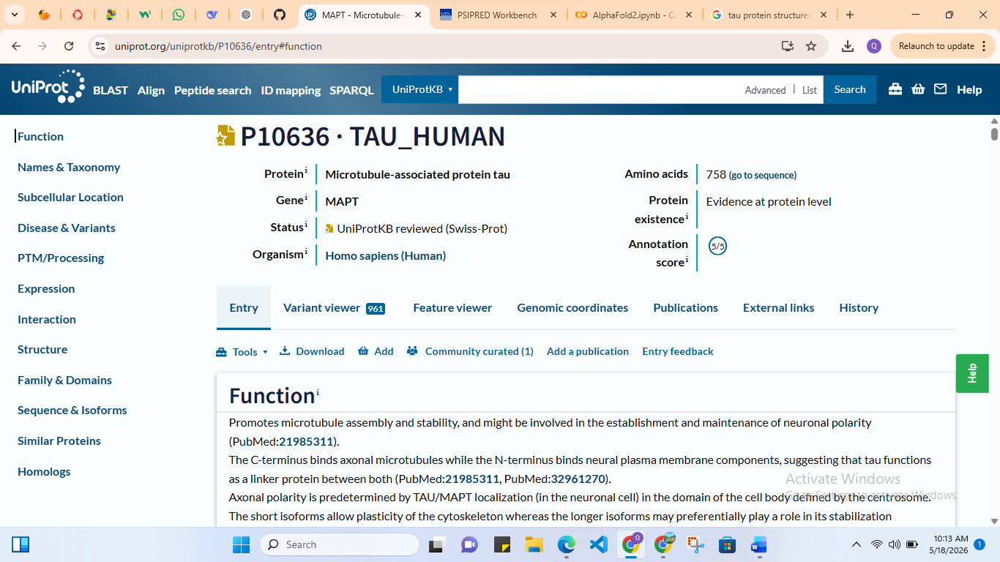 MAPT - Microtubule-
PSIPRED Workbench
AlphaFold2.ipynb - C
tau protein structure
uniprot.org/uniprotkb/P10636/entry#function
Q
Relaunch to update
UniProt
BLAST Align Peptide search ID mapping SPARQL
UniProtKB
Advanced | List
Search
Help
Function
Names & Taxonomy
Subcellular Location
Disease & Variants
PTM/Processing
Expression
Interaction
Structure
Family & Domains
Sequence & Isoforms
Similar Proteins
Homologs
P10636 · TAU_HUMAN
Proteini Microtubule-associated protein tau
Genei MAPT
Statusi UniProtKB reviewed (Swiss-Prot)
Organismi Homo sapiens (Human)
Amino acids 758 (go to sequence)
Protein existencei Evidence at protein level
Annotation scorei 5/5
Entry Variant viewer 961 Feature viewer Genomic coordinates Publications External links History
Tools Download Add Community curated (1) Add a publication Entry feedback
Help
Functioni
Promotes microtubule assembly and stability, and might be involved in the establishment and maintenance of neuronal polarity
(PubMed:21985311).
The C-terminus binds axonal microtubules while the N-terminus binds neural plasma membrane components, suggesting that tau functions
as a linker protein between both (PubMed:21985311, PubMed:32961270).
Axonal polarity is predetermined by TAU/MAPT localization (in the neuronal cell) in the domain of the cell body defined by the centrosome.
The short isoforms allow plasticity of the cytoskeleton whereas the longer isoforms may preferentially play a role in its stabilization
Activate Windows
Go to Settings to activate Windows.
Search
10:13 AM
5/18/2026
1